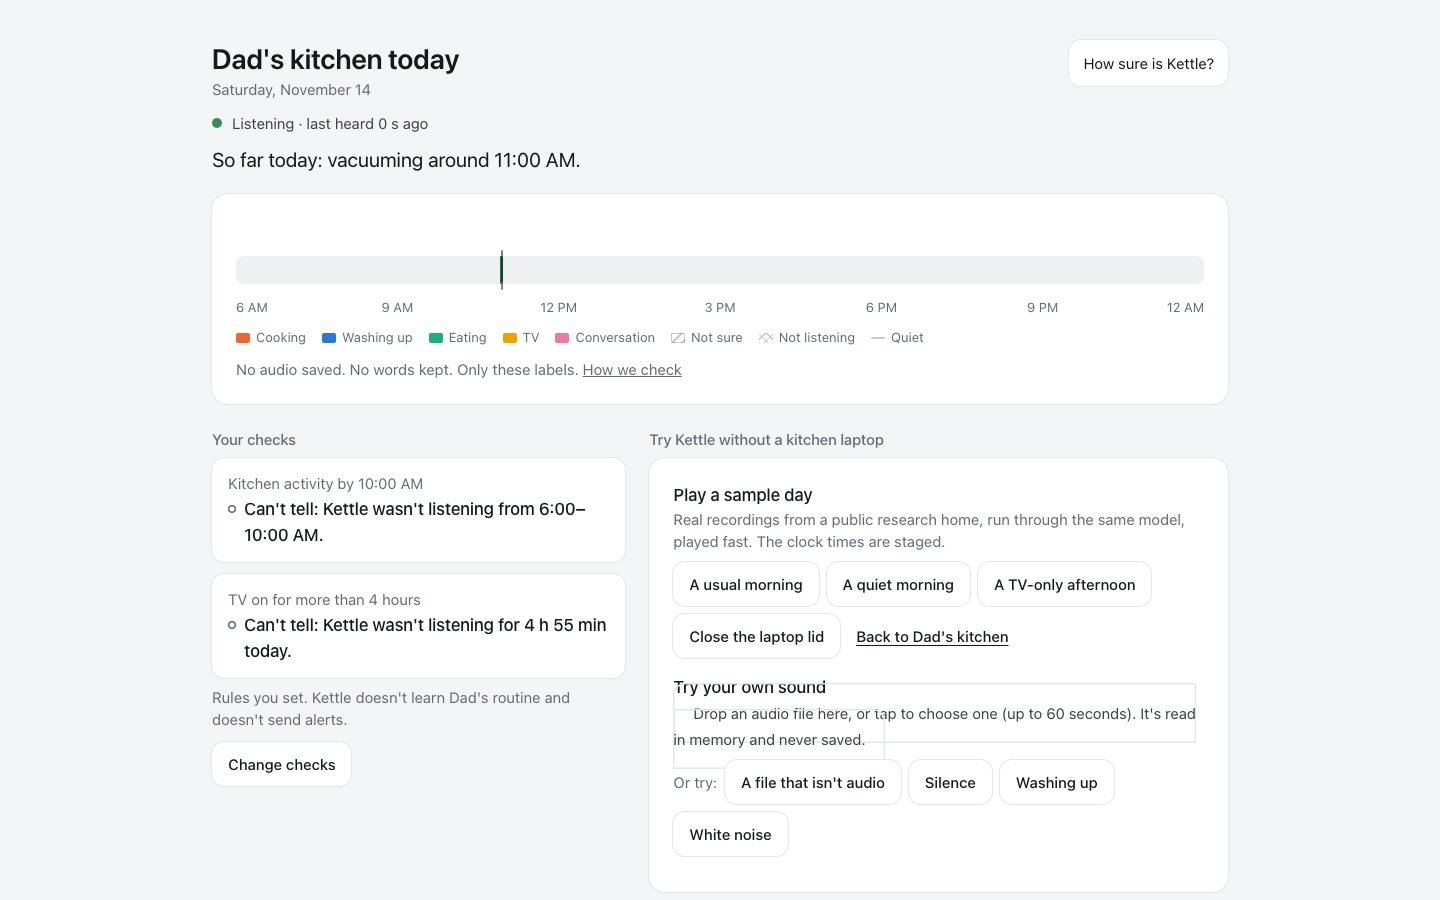 Dad's kitchen today
How sure is Kettle?
Saturday, November 14
Listening · last heard 0 s ago
So far today: vacuuming around 11:00 AM.
6 AM 9 AM 12 PM 3 PM 6 PM 9 PM 12 AM
Cooking Washing up Eating TV Conversation Not sure Not listening Quiet
No audio saved. No words kept. Only these labels. How we check
Your checks
Kitchen activity by 10:00 AM
Can't tell: Kettle wasn't listening from 6:00–
10:00 AM.
TV on for more than 4 hours
Can't tell: Kettle wasn't listening for 4 h 55 min
today.
Rules you set. Kettle doesn't learn Dad's routine and
doesn't send alerts.
Change checks
Try Kettle without a kitchen laptop
Play a sample day
Real recordings from a public research home, run through the same model,
played fast. The clock times are staged.
A usual morning A quiet morning A TV-only afternoon
Close the laptop lid Back to Dad's kitchen
Try your own sound
Drop an audio file here, or tap to choose one (up to 60 seconds). It's read
in memory and never saved.
Or try: A file that isn't audio Silence Washing up
White noise